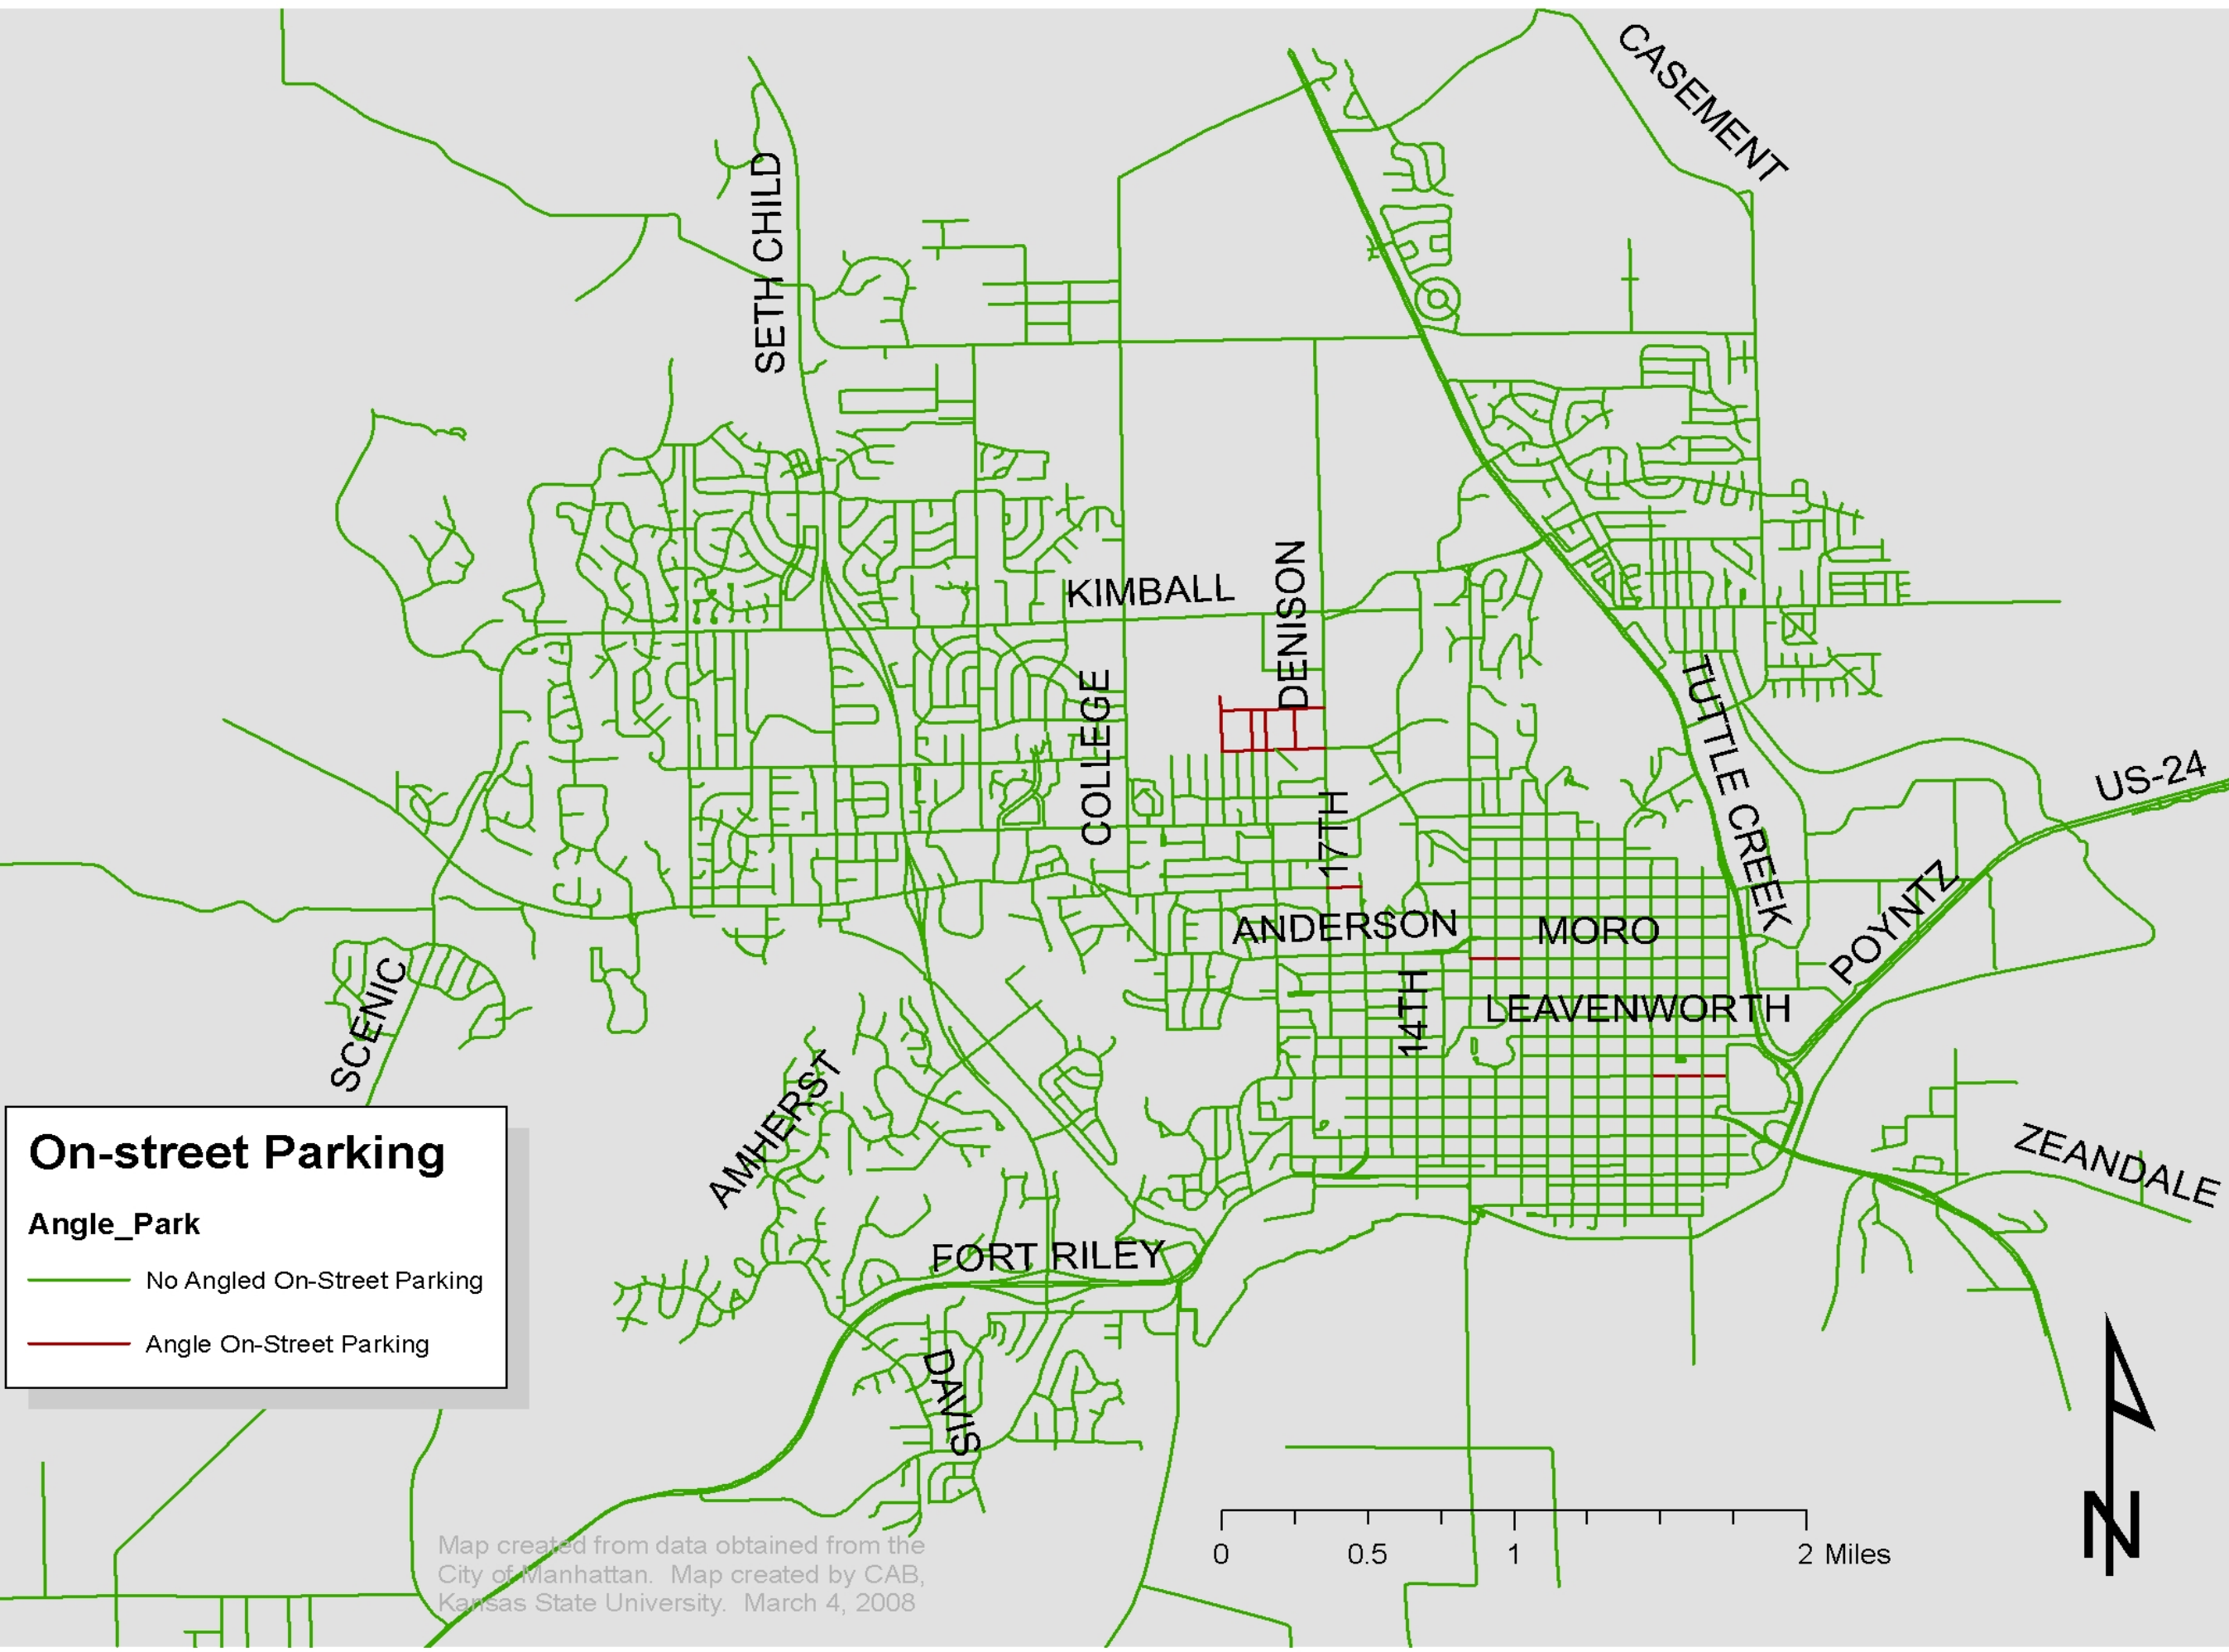 CASEMENT
SETH CHILD
KIMBALL
DENISON
COLLEGE
TUTTLE CREEK
US-24
17TH
POYNTZ
ANDERSON
MORO
SCENIC
14TH
LEAVENWORTH
AMHERST
ZEANDALE
FORT RILEY
DAVIS
On-street Parking
Angle_Park
No Angled On-Street Parking
Angle On-Street Parking
N
0 0.5 1 2 Miles
Map created from data obtained from the
City of Manhattan. Map created by CAB,
Kansas State University. March 4, 2008